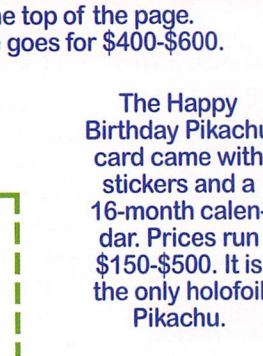 e top of the page.
goes for $400-$600.
The Happy
Birthday Pikachu
card came with
stickers and a
16-month calen-
dar. Prices run
$150-$500. It is
the only holofoil
Pikachu.